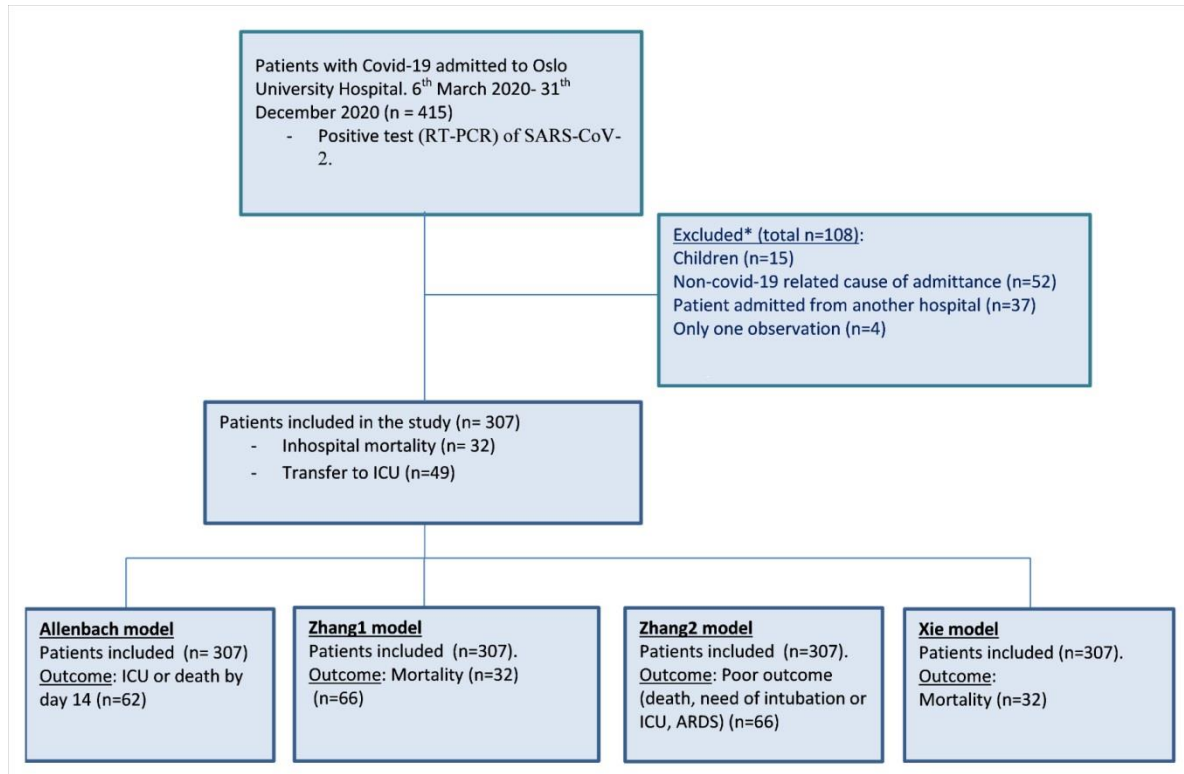 Patients with Covid-19 admitted to Oslo
University Hospital. 6th March 2020- 31th
December 2020 (n = 415)
- Positive test (RT-PCR) of SARS-CoV-
2.
Excluded* (total n=108):
Children (n=15)
Non-covid-19 related cause of admittance (n=52)
Patient admitted from another hospital (n=37)
Only one observation (n=4)
Patients included in the study (n= 307)
- Inhospital mortality (n= 32)
- Transfer to ICU (n=49)
Allenbach model
Patients included (n= 307)
Outcome: ICU or death by
day 14 (n=62)
Zhang1 model
Patients included (n=307).
Outcome: Mortality (n=32)
(n=66)
Zhang2 model
Patients included (n=307).
Outcome: Poor outcome
(death, need of intubation or
ICU, ARDS) (n=66)
Xie model
Patients included (n=307).
Outcome:
Mortality (n=32)